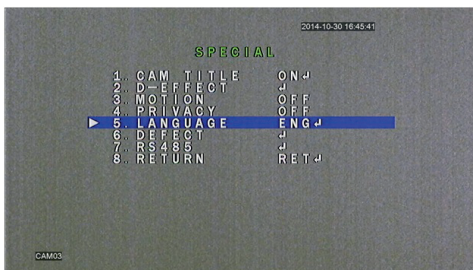 2014-10-30 16:45:41
SPECIAL
1. CAM TITLE ON↲
2. D-EFFECT ↲
3. MOTION OFF
4. PRIVACY OFF
5. LANGUAGE ENG↲
6. DEFECT ↲
7. RS485 ↲
8. RETURN RET↲
CAM03